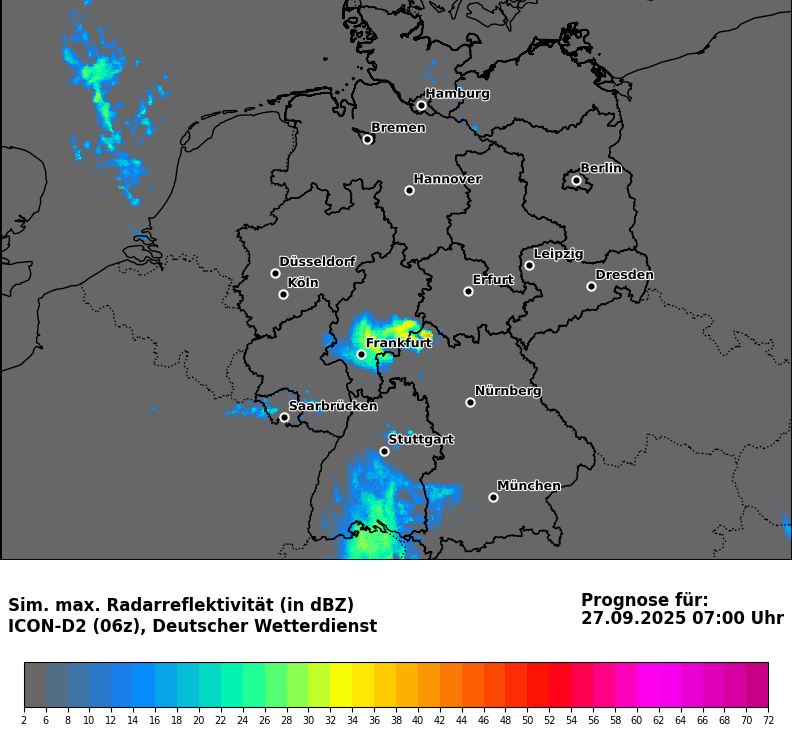 Hamburg
Bremen
Berlin
Hannover
Leipzig
Düsseldorf
Dresden
Köln
Erfurt
Frankfurt
Nürnberg
Saarbrücken
Stuttgart
München
Sim. max. Radarreflektivität (in dBZ)
ICON-D2 (06z), Deutscher Wetterdienst
Prognose für:
27.09.2025 07:00 Uhr
2 6 8 10 12 14 16 18 20 22 24 26 28 30 32 34 36 38 40 42 44 46 48 50 52 54 56 58 60 62 64 66 68 70 72